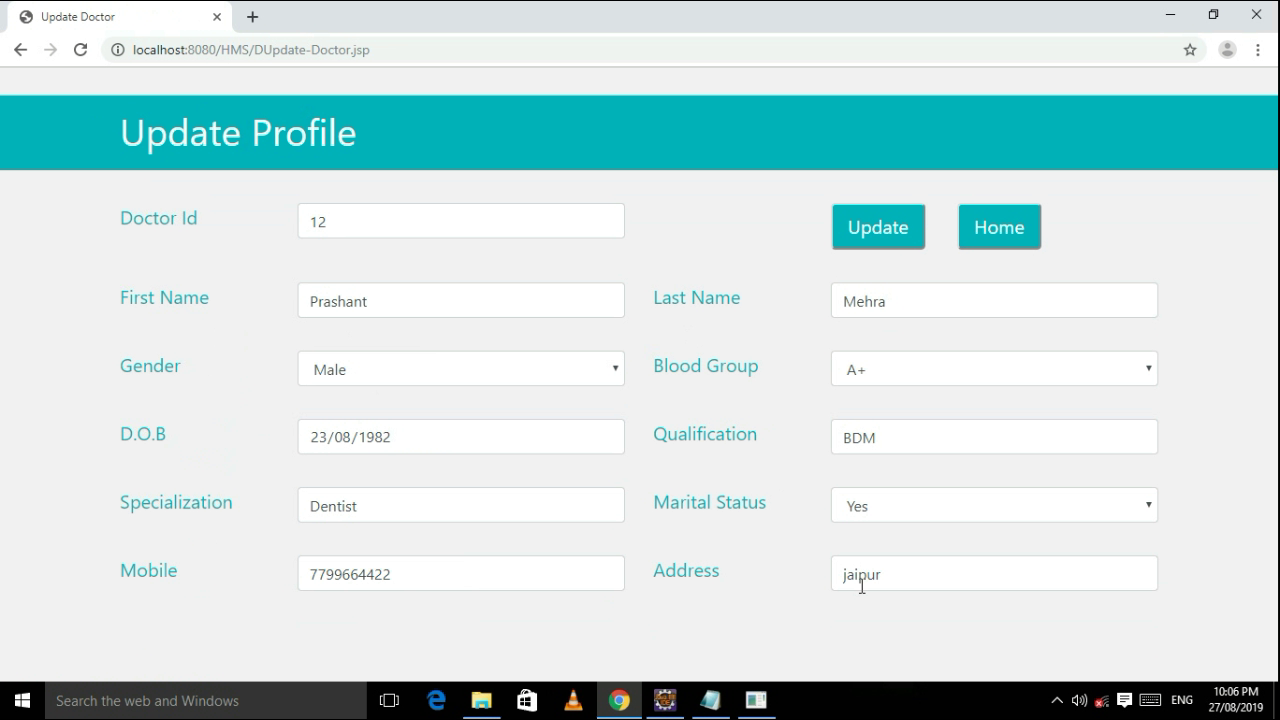 Update Doctor
localhost:8080/HMS/DUpdate-Doctor.jsp
Update Profile
Doctor Id 12 Update Home
First Name Prashant Last Name Mehra
Gender Male Blood Group A+
D.O.B 23/08/1982 Qualification BDM
Specialization Dentist Marital Status Yes
Mobile 7799664422 Address jaipur
Search the web and Windows ENG 10:06 PM
27/08/2019